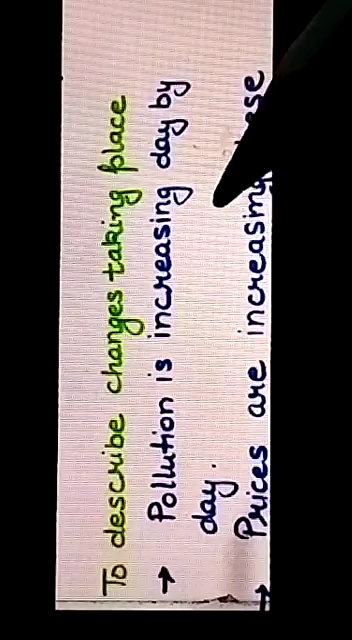 To describe changes taking place
→ Pollution is increasing day by
day.
→ Prices are increasing